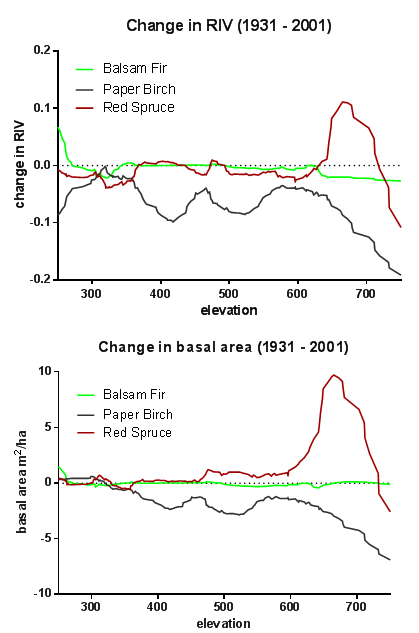 Change in RIV (1931 - 2001)
0.2
0.1
0.0
-0.1
-0.2
change in RIV
Balsam Fir
Paper Birch
Red Spruce
300 400 500 600 700
elevation
Change in basal area (1931 - 2001)
10
5
0
-5
-10
basal area m²/ha
Balsam Fir
Paper Birch
Red Spruce
300 400 500 600 700
elevation